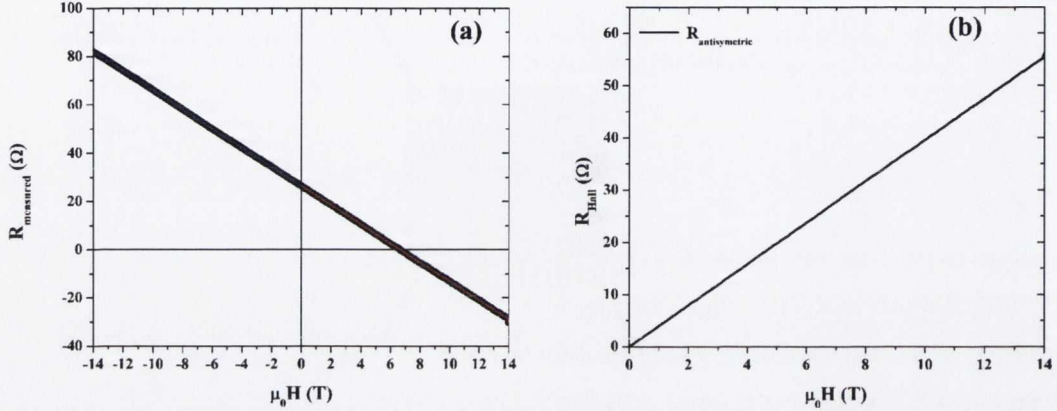 (a)
R_measured (Ω)
100
80
60
40
20
0
-20
-40
-14 -12 -10 -8 -6 -4 -2 0 2 4 6 8 10 12 14
μ₀H (T)
(b)
R_antisymetric
R_Hall (Ω)
60
50
40
30
20
10
0
0 2 4 6 8 10 12 14
μ₀H (T)